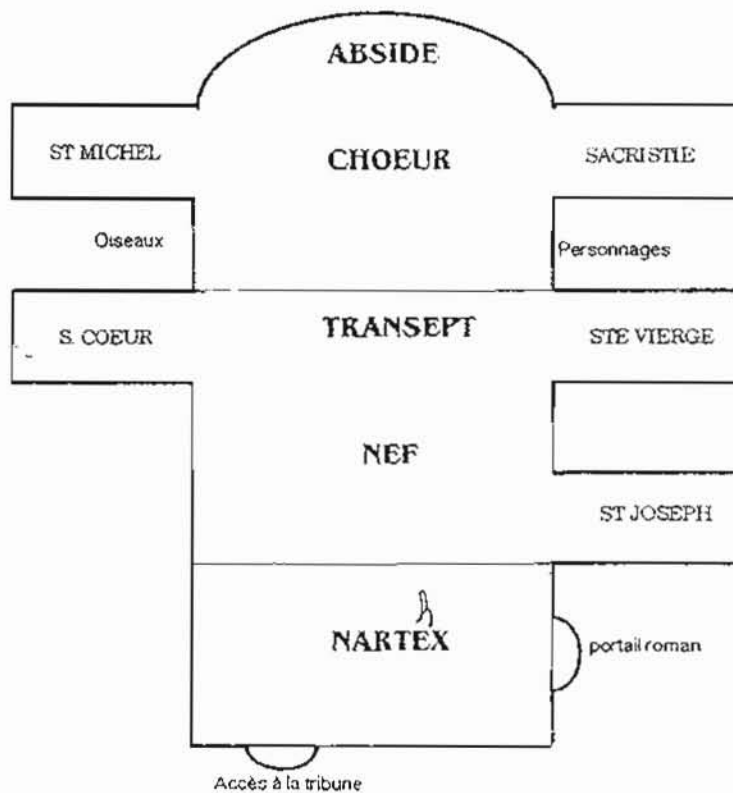 ABSIDE
ST MICHEL
CHOEUR
SACRISTIE
Oiseaux
Personnages
S. COEUR
TRANSEPT
STE VIERGE
NEF
ST JOSEPH
h
NARTEX
portail roman
Accès à la tribune